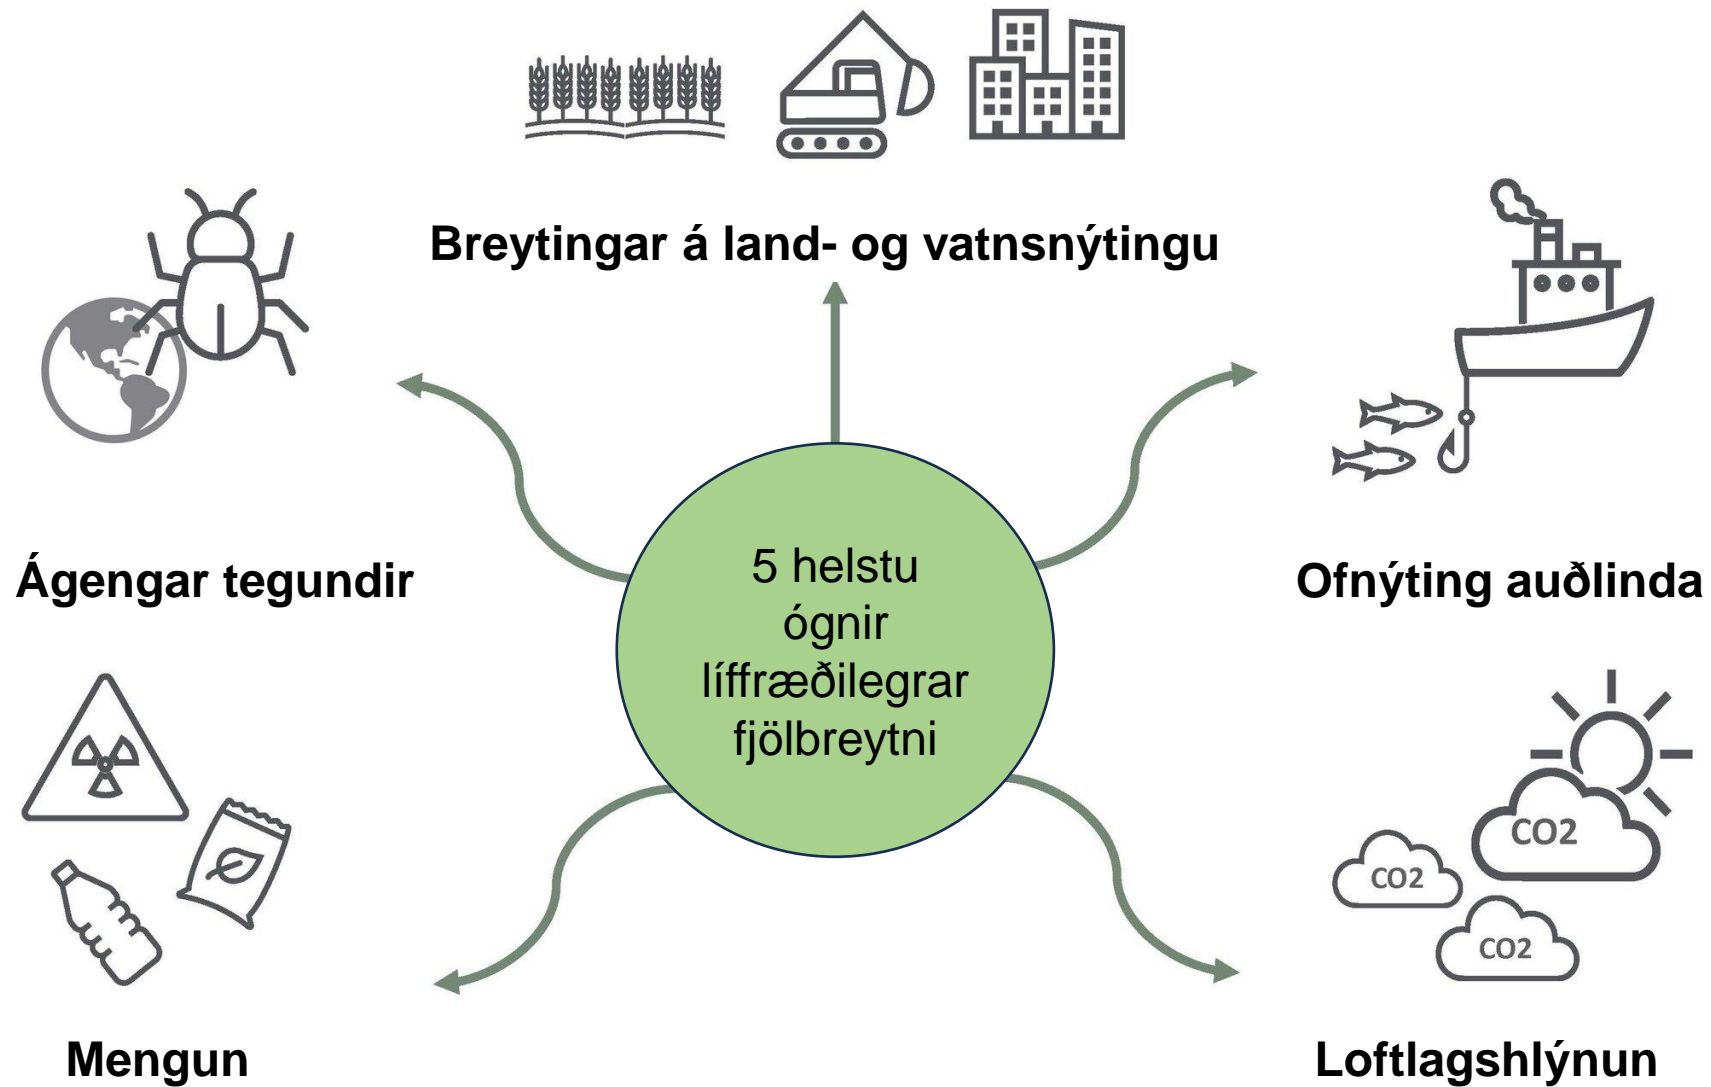 Breytingar á land- og vatnsnýtingu
Ágengar tegundir
5 helstu
ógnir
líffræðilegrar
fjölbreytni
Ofnýting auðlinda
CO2
CO2
CO2
Mengun
Loftlagshlýnun